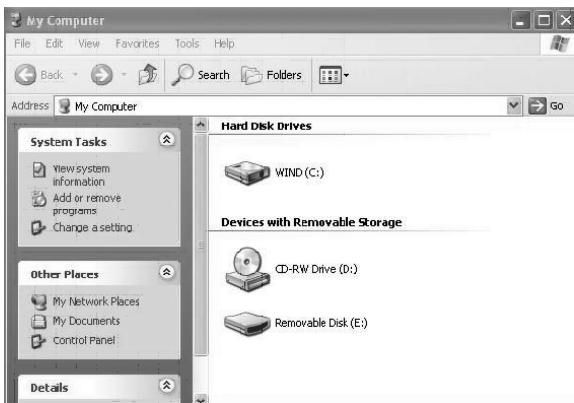 My Computer
File Edit View Favorites Tools Help
Back Search Folders
Address My Computer Go
System Tasks
View system
information
Add or remove
programs
Change a setting
Other Places
My Network Places
My Documents
Control Panel
Details
Hard Disk Drives
WIND (C:)
Devices with Removable Storage
CD-RW Drive (D:)
Removable Disk (E:)